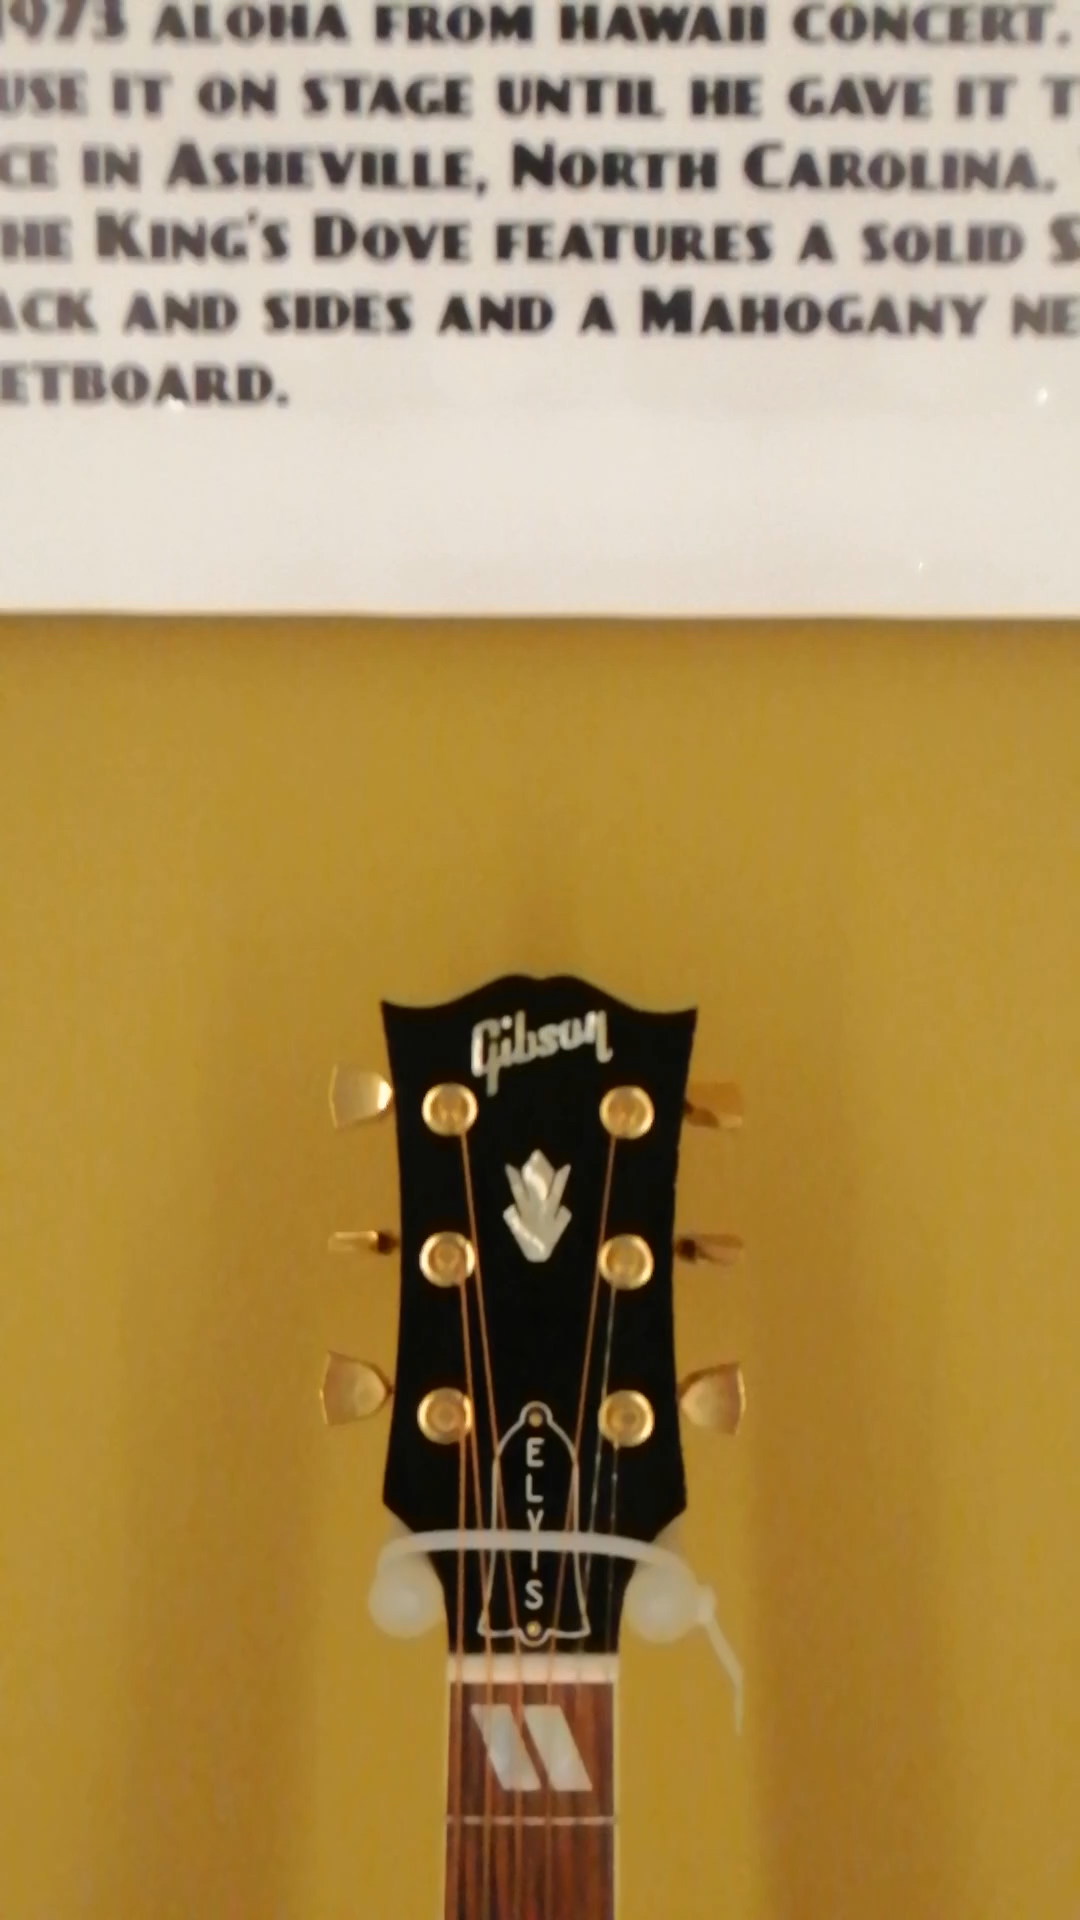 1973 ALOHA FROM HAWAII CONCERT.
USE IT ON STAGE UNTIL HE GAVE IT T
CE IN ASHEVILLE, NORTH CAROLINA.
HE KING'S DOVE FEATURES A SOLID S
ACK AND SIDES AND A MAHOGANY NE
ETBOARD.
Gibson
ELVIS